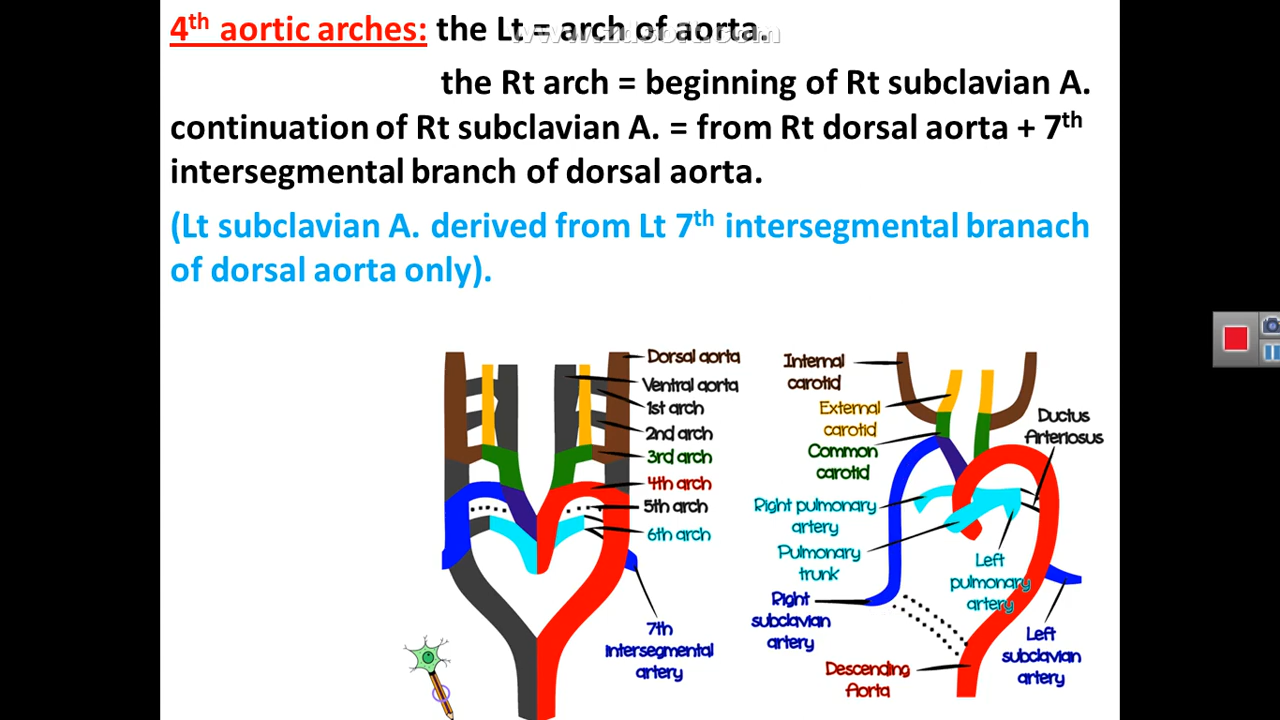 4th aortic arches: the Lt = arch of aorta.
www.zdsoft.com
the Rt arch = beginning of Rt subclavian A.
continuation of Rt subclavian A. = from Rt dorsal aorta + 7th
intersegmental branch of dorsal aorta.
(Lt subclavian A. derived from Lt 7th intersegmental branach
of dorsal aorta only).
Dorsal aorta
Ventral aorta
1st arch
2nd arch
3rd arch
4th arch
5th arch
6th arch
7th
intersegmental
artery
Internal
carotid
External
carotid
Common
carotid
Right pulmonary
artery
Pulmonary
trunk
Right
subclavian
artery
Descending
Aorta
Ductus
Arteriosus
Left
pulmonary
artery
Left
subclavian
artery